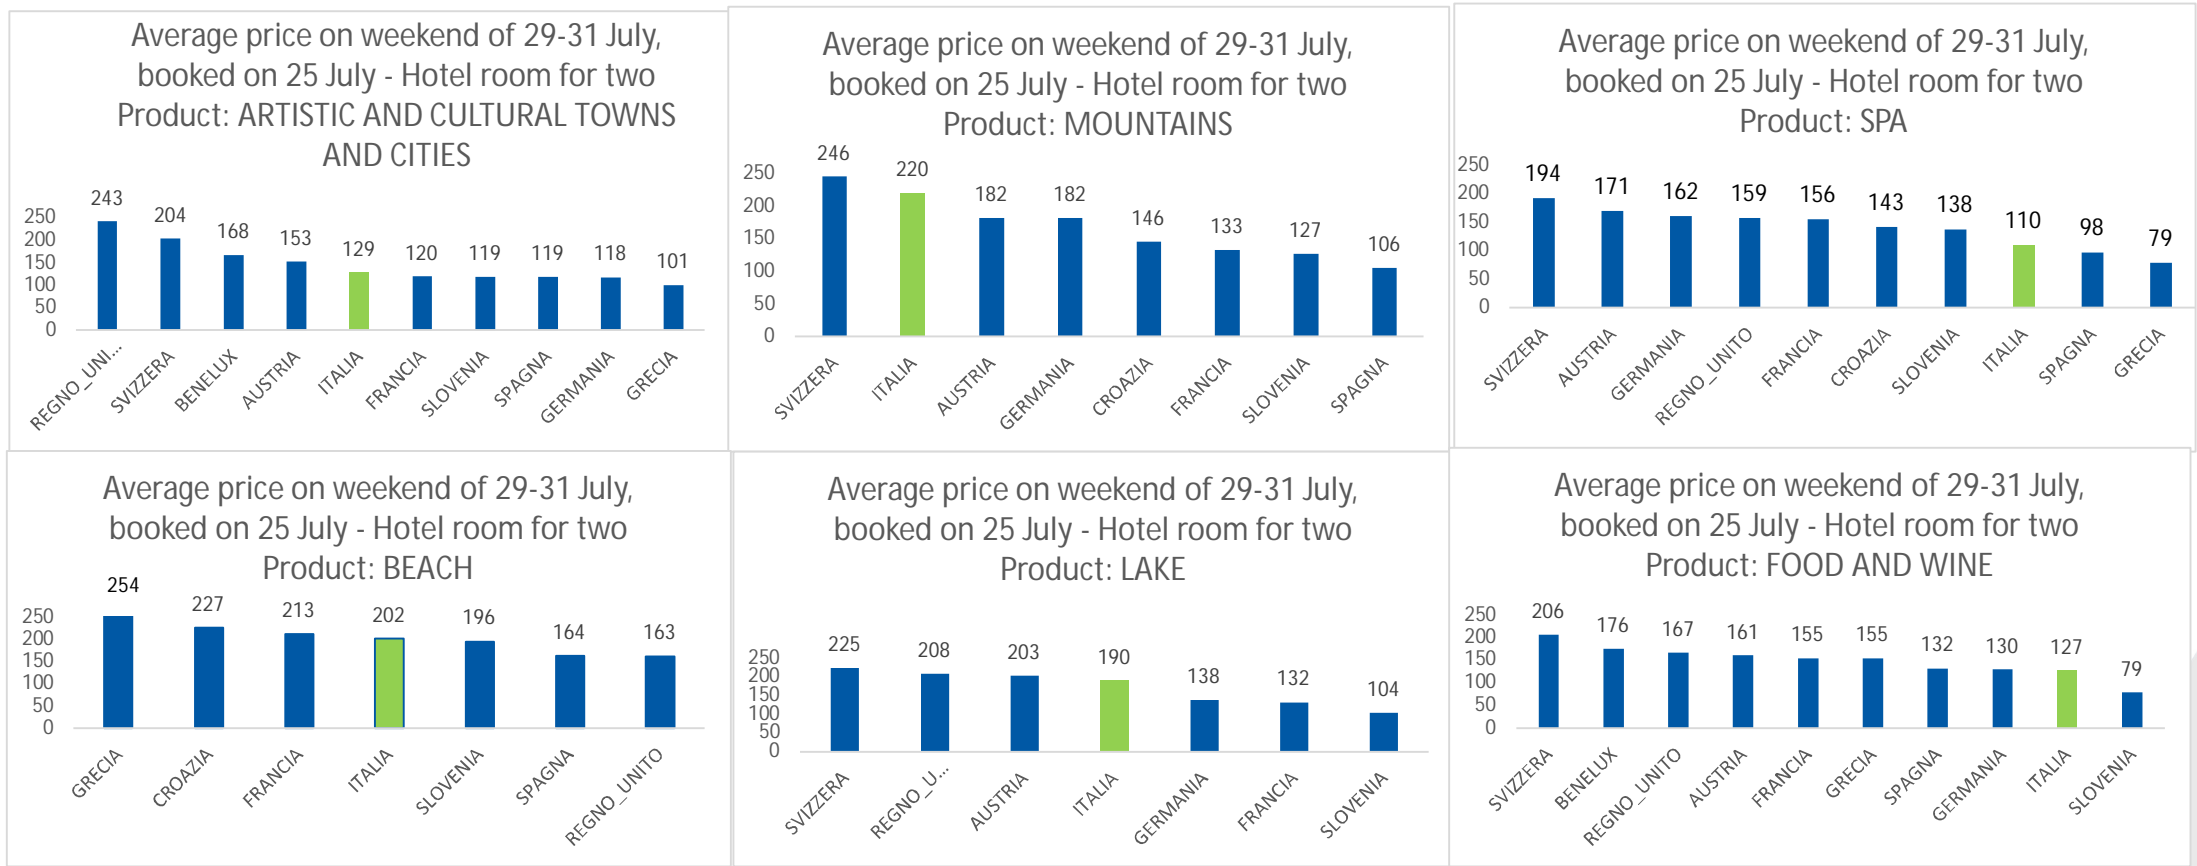 Average price on weekend of 29-31 July,
booked on 25 July - Hotel room for two
Product: ARTISTIC AND CULTURAL TOWNS
AND CITIES
243
204
168
153
129
120
119
119
118
101
250
200
150
100
50
0
REGNO_UNI...
SVIZZERA
BENELUX
AUSTRIA
ITALIA
FRANCIA
SLOVENIA
SPAGNA
GERMANIA
GRECIA
Average price on weekend of 29-31 July,
booked on 25 July - Hotel room for two
Product: MOUNTAINS
246
220
182
182
146
133
127
106
250
200
150
100
50
0
SVIZZERA
ITALIA
AUSTRIA
GERMANIA
CROAZIA
FRANCIA
SLOVENIA
SPAGNA
Average price on weekend of 29-31 July,
booked on 25 July - Hotel room for two
Product: SPA
194
171
162
159
156
143
138
110
98
79
250
200
150
100
50
0
SVIZZERA
AUSTRIA
GERMANIA
REGNO_UNITO
FRANCIA
CROAZIA
SLOVENIA
ITALIA
SPAGNA
GRECIA
Average price on weekend of 29-31 July,
booked on 25 July - Hotel room for two
Product: BEACH
254
227
213
202
196
164
163
250
200
150
100
50
0
GRECIA
CROAZIA
FRANCIA
ITALIA
SLOVENIA
SPAGNA
REGNO_UNITO
Average price on weekend of 29-31 July,
booked on 25 July - Hotel room for two
Product: LAKE
225
208
203
190
138
132
104
250
200
150
100
50
0
SVIZZERA
REGNO_U...
AUSTRIA
ITALIA
GERMANIA
FRANCIA
SLOVENIA
Average price on weekend of 29-31 July,
booked on 25 July - Hotel room for two
Product: FOOD AND WINE
206
176
167
161
155
155
132
130
127
79
250
200
150
100
50
0
SVIZZERA
BENELUX
REGNO_UNITO
AUSTRIA
FRANCIA
GRECIA
SPAGNA
GERMANIA
ITALIA
SLOVENIA